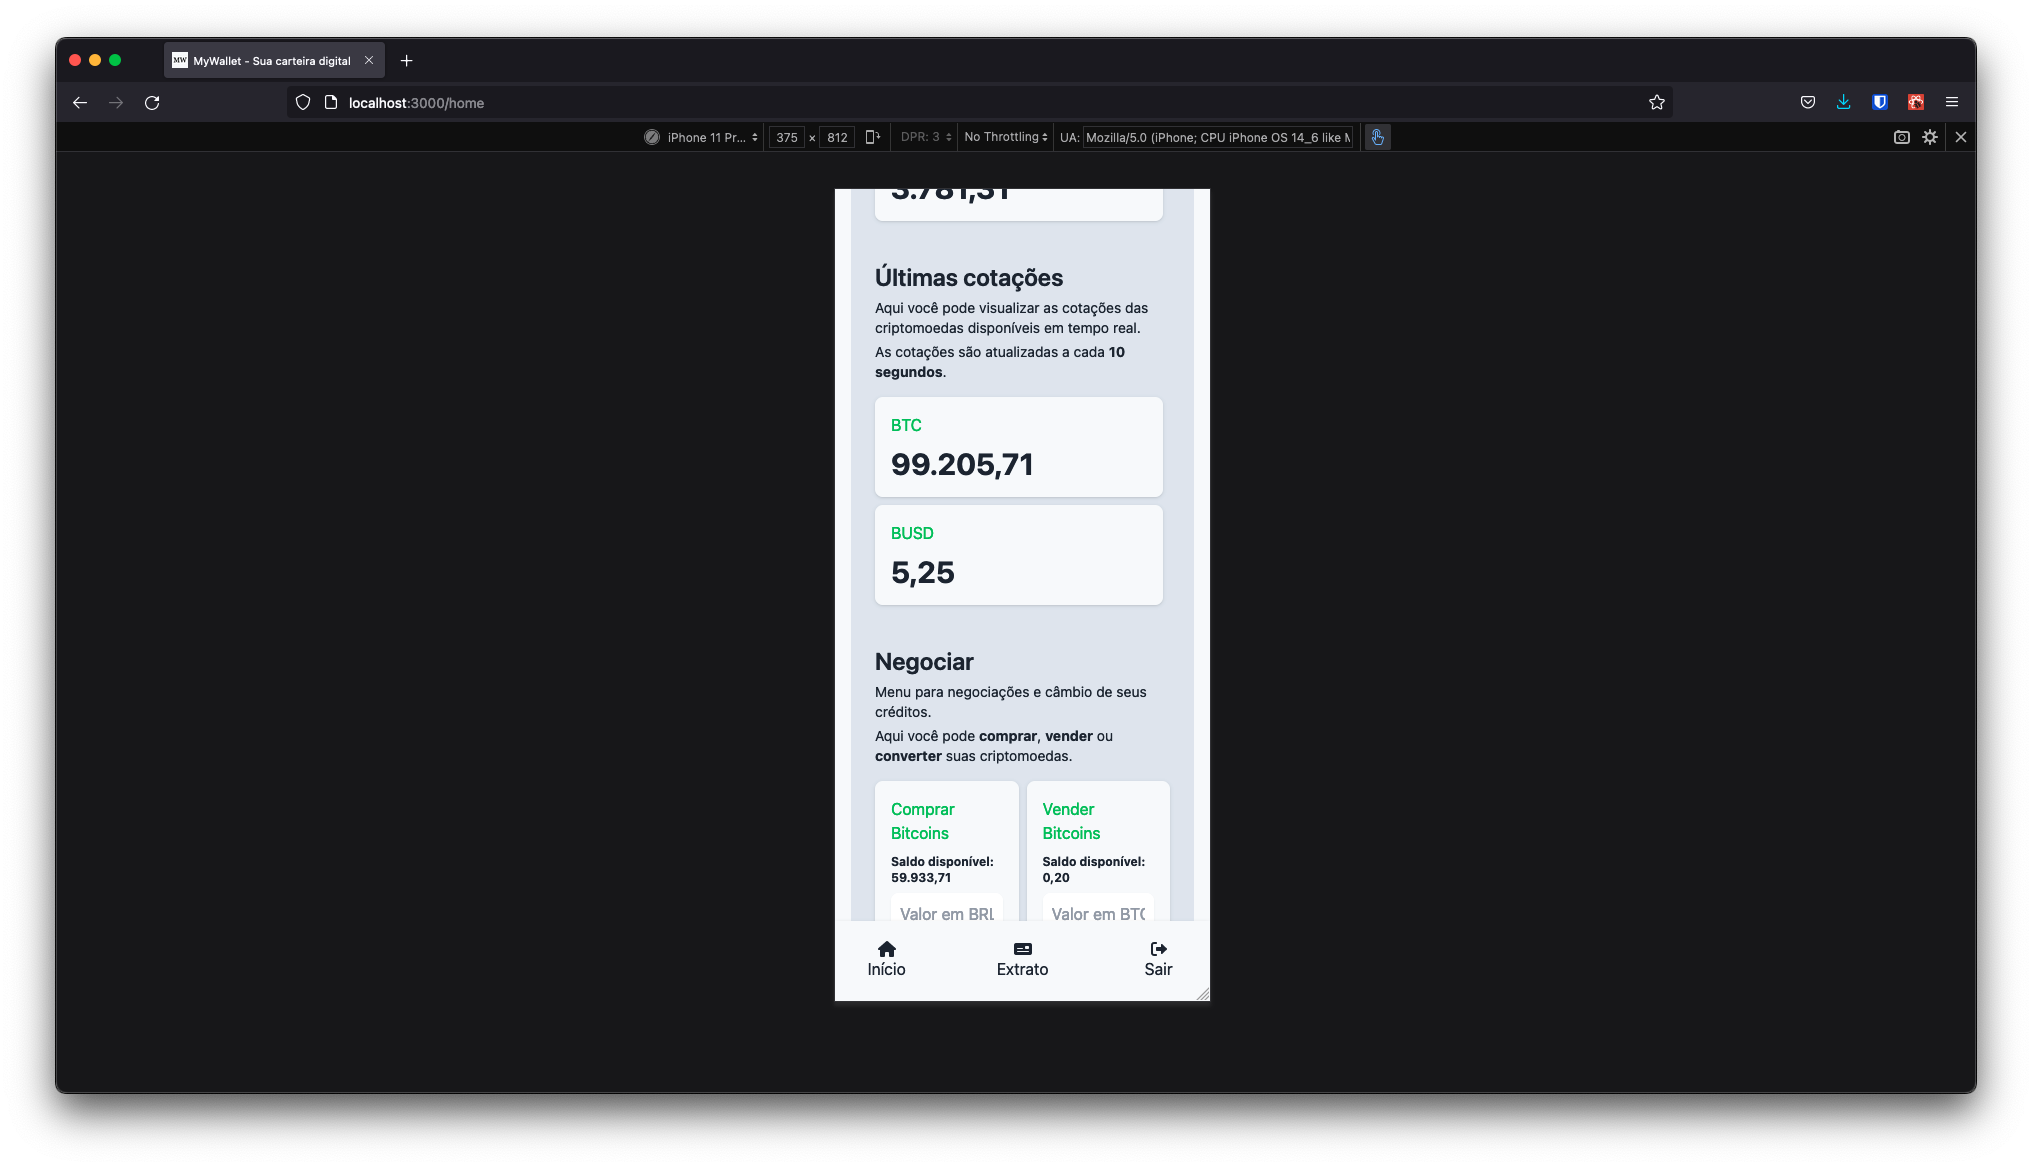 MW MyWallet - Sua carteira digital
localhost:3000/home
iPhone 11 Pr... 375 × 812 DPR: 3 No Throttling UA: Mozilla/5.0 (iPhone; CPU iPhone OS 14_6 like M
3.781,31
Últimas cotações
Aqui você pode visualizar as cotações das
criptomoedas disponíveis em tempo real.
As cotações são atualizadas a cada 10
segundos.
BTC
99.205,71
BUSD
5,25
Negociar
Menu para negociações e câmbio de seus
créditos.
Aqui você pode comprar, vender ou
converter suas criptomoedas.
Comprar
Bitcoins
Saldo disponível:
59.933,71
Valor em BRL
Vender
Bitcoins
Saldo disponível:
0,20
Valor em BTC
Início Extrato Sair